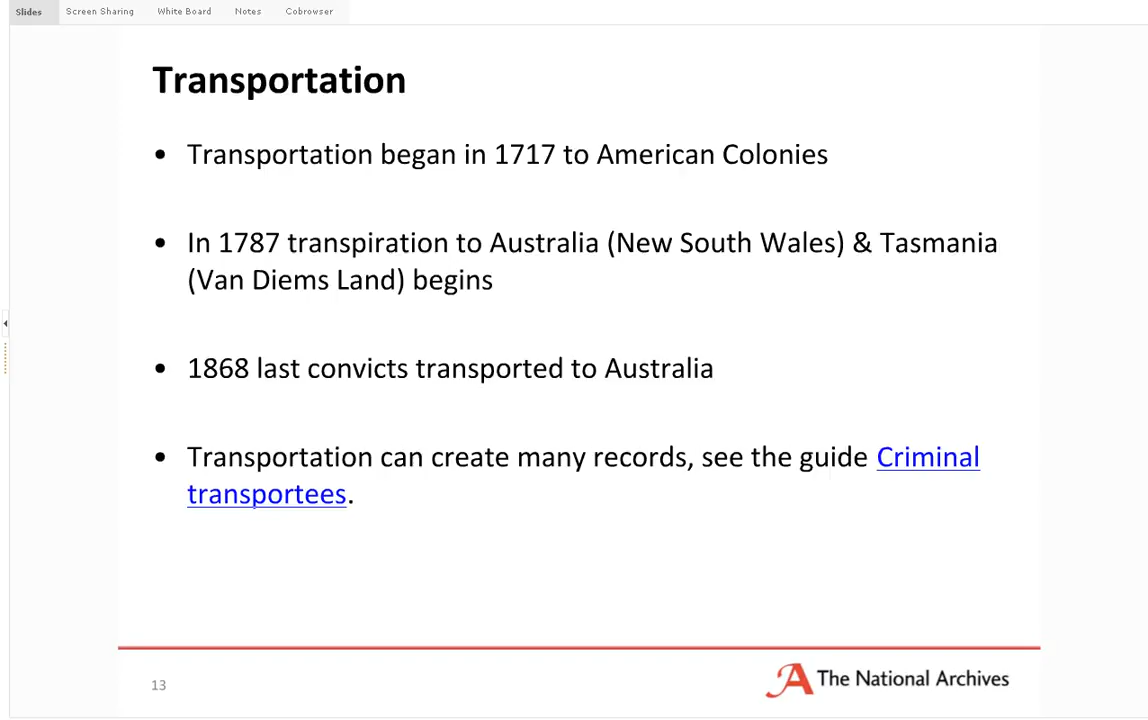 Slides Screen Sharing White Board Notes Cobrowser
Transportation
• Transportation began in 1717 to American Colonies
• In 1787 transpiration to Australia (New South Wales) & Tasmania
(Van Diems Land) begins
• 1868 last convicts transported to Australia
• Transportation can create many records, see the guide Criminal
transportees.
13
The National Archives